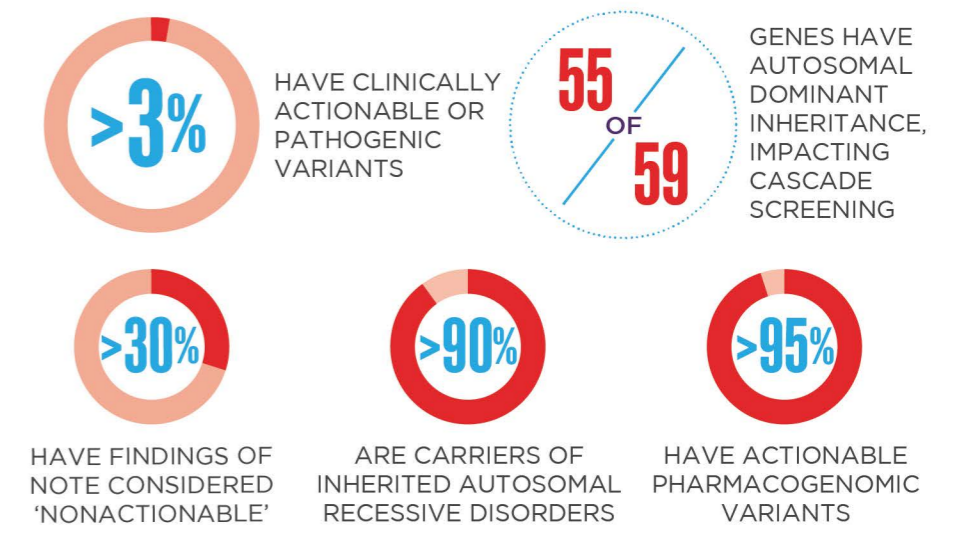 >3%
HAVE CLINICALLY
ACTIONABLE OR
PATHOGENIC
VARIANTS
55
OF
59
GENES HAVE
AUTOSOMAL
DOMINANT
INHERITANCE,
IMPACTING
CASCADE
SCREENING
>30%
HAVE FINDINGS OF
NOTE CONSIDERED
‘NONACTIONABLE’
>90%
ARE CARRIERS OF
INHERITED AUTOSOMAL
RECESSIVE DISORDERS
>95%
HAVE ACTIONABLE
PHARMACOGENOMIC
VARIANTS